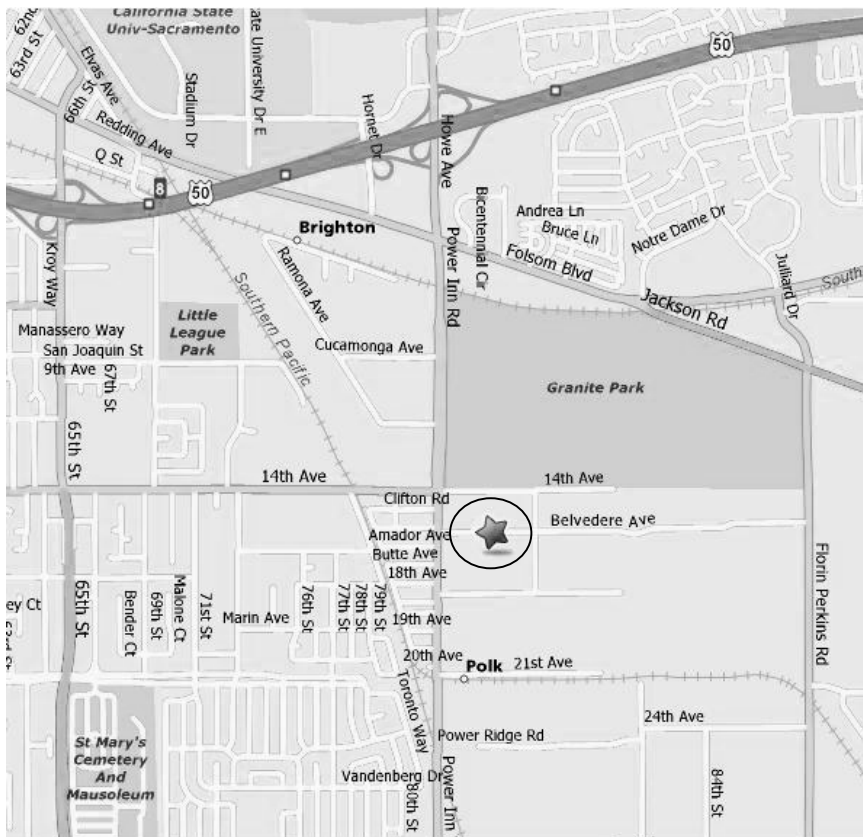 California State
Univ-Sacramento
62nd
63rd St
Elvas Ave
66th St
Redding Ave
Q St
Stadium Dr
ate University Dr E
Hornet Dr
Howe Ave
50
50
8
Brighton
Bicentennial Cir
Andrea Ln
Bruce Ln
Notre Dame Dr
Folsom Blvd
Julliard Dr
South
Jackson Rd
Kroy Way
Ramona Ave
Southern Pacific
Power Inn Rd
Little
League
Park
Manassero Way
San Joaquin St
9th Ave
67th St
Cucamonga Ave
Granite Park
65th St
14th Ave
14th Ave
Clifton Rd
Amador Ave
Belvedere Ave
Butte Ave
18th Ave
65th St
ey Ct
Bender Ct
69th St
Malone Ct
71st St
Marin Ave
76th St
77th St
78th St
79th St
19th Ave
20th Ave
Polk
21st Ave
Florin Perkins Rd
Toronto Way
24th Ave
Power Ridge Rd
St Mary's
Cemetery
And
Mausoleum
Vandenberg Dr
80th St
Power Inn
84th St